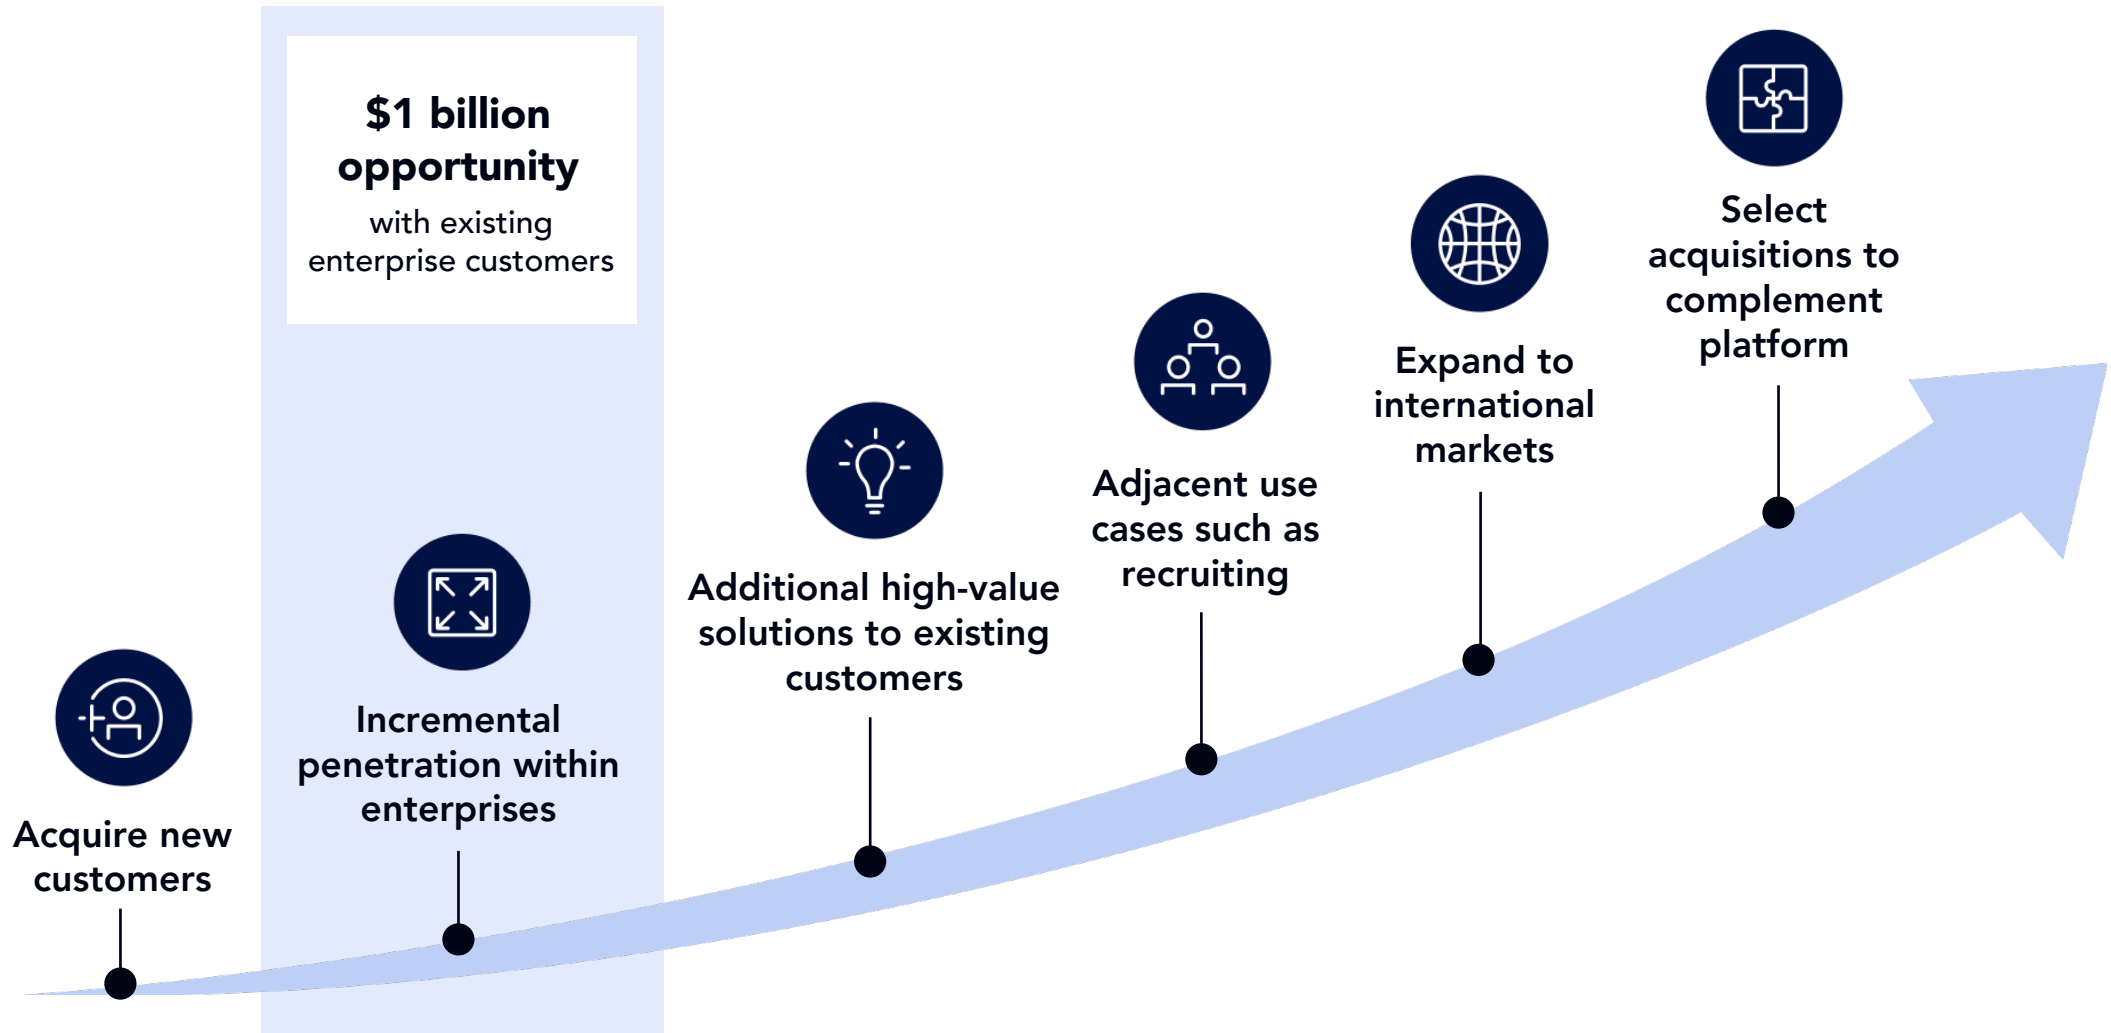 $1 billion
opportunity
with existing
enterprise customers
Acquire new
customers
Incremental
penetration within
enterprises
Additional high-value
solutions to existing
customers
Adjacent use
cases such as
recruiting
Expand to
international
markets
Select
acquisitions to
complement
platform